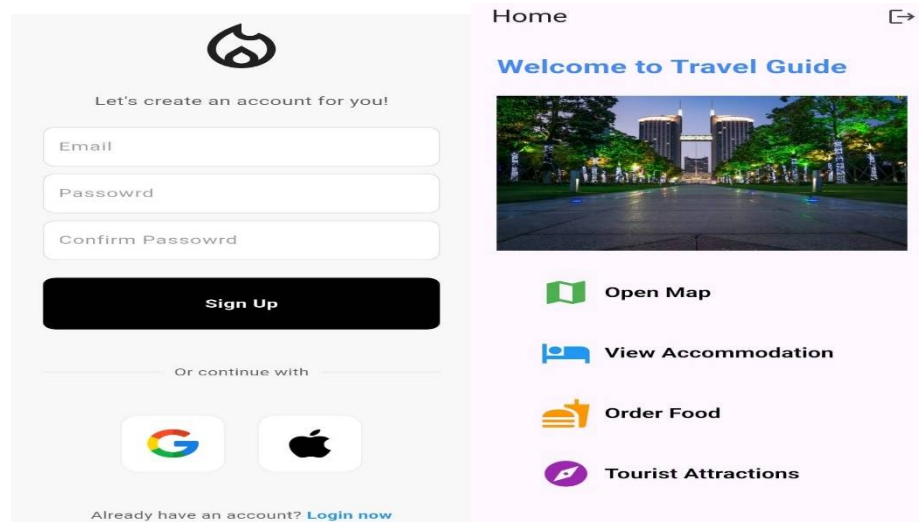 Let's create an account for you!
Email
Passowrd
Confirm Passowrd
Sign Up
Or continue with
Already have an account? Login now
Home
Welcome to Travel Guide
Open Map
View Accommodation
Order Food
Tourist Attractions